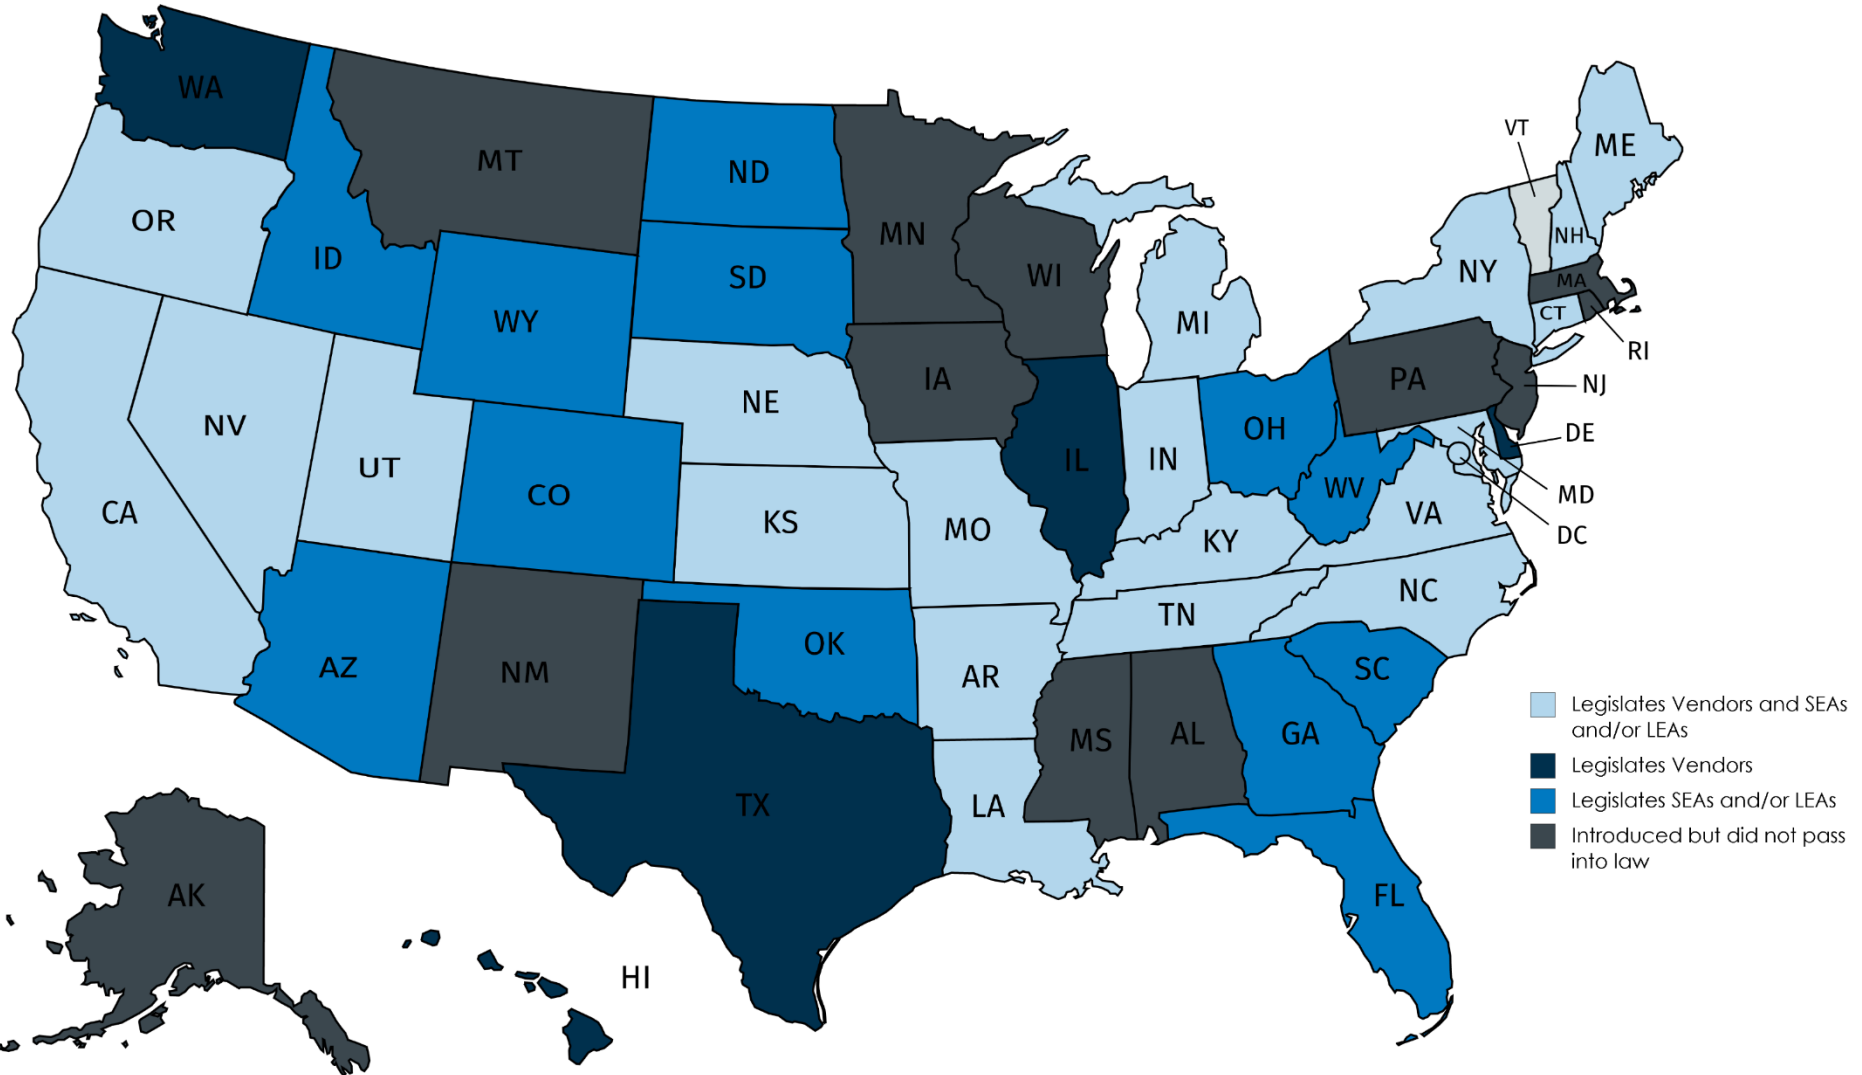 WA
MT
ND
MN
VT
ME
OR
ID
SD
WI
NH
NY
MA
WY
MI
CT
RI
IA
PA
NJ
NE
NV
OH
DE
UT
IL
IN
CO
WV
MD
CA
KS
MO
VA
DC
KY
NC
TN
OK
AZ
NM
AR
SC
MS
AL
GA
TX
LA
AK
FL
HI
Legislates Vendors and SEAs
and/or LEAs
Legislates Vendors
Legislates SEAs and/or LEAs
Introduced but did not pass
into law